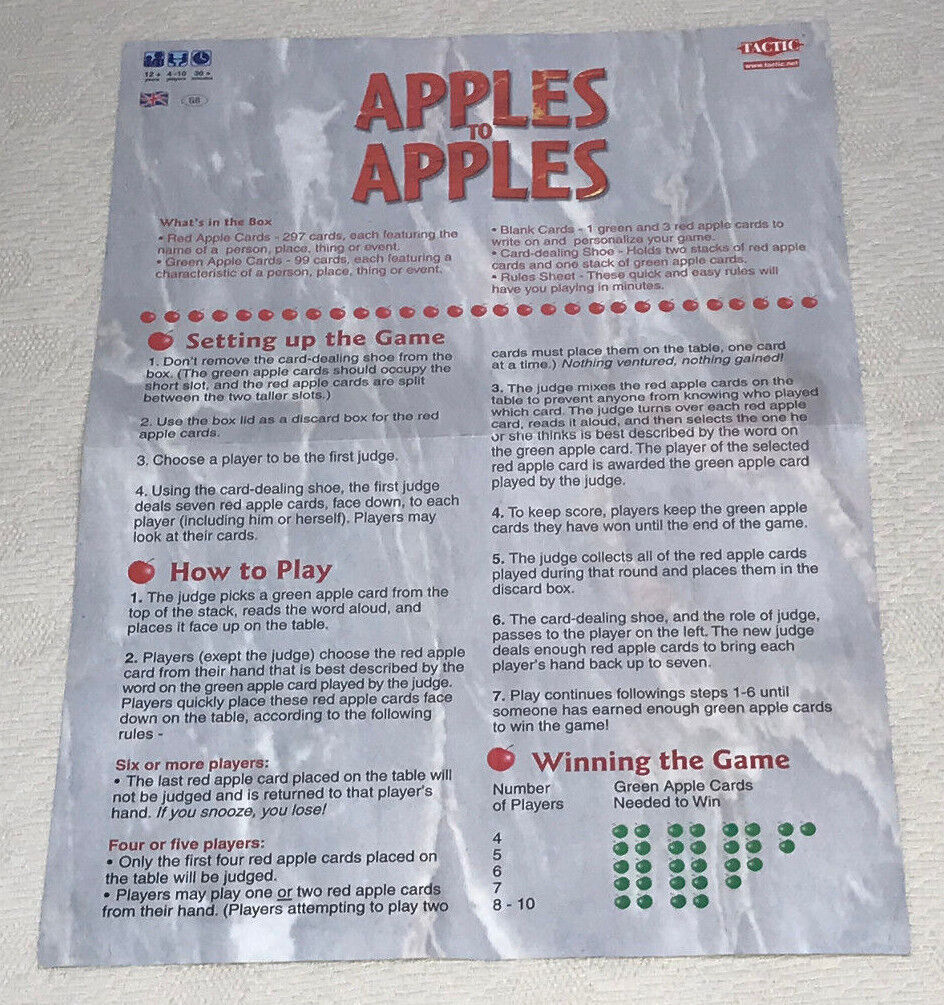 TACTIC
www.tactic.net
12 + 4 -10 30 +
years players minutes
GB
APPLES
TO
APPLES
What's in the Box
• Red Apple Cards - 297 cards, each featuring the
name of a person, place, thing or event.
• Green Apple Cards - 99 cards, each featuring a
characteristic of a person, place, thing or event.
• Blank Cards - 1 green and 3 red apple cards to
write on and personalize your game.
• Card-dealing Shoe - Holds two stacks of red apple
cards and one stack of green apple cards.
• Rules Sheet - These quick and easy rules will
have you playing in minutes.
Setting up the Game
1. Don't remove the card-dealing shoe from the
box. (The green apple cards should occupy the
short slot, and the red apple cards are split
between the two taller slots.)
2. Use the box lid as a discard box for the red
apple cards.
3. Choose a player to be the first judge.
4. Using the card-dealing shoe, the first judge
deals seven red apple cards, face down, to each
player (including him or herself). Players may
look at their cards.
How to Play
1. The judge picks a green apple card from the
top of the stack, reads the word aloud, and
places it face up on the table.
2. Players (exept the judge) choose the red apple
card from their hand that is best described by the
word on the green apple card played by the judge.
Players quickly place these red apple cards face
down on the table, according to the following
rules -
Six or more players:
• The last red apple card placed on the table will
not be judged and is returned to that player's
hand. If you snooze, you lose!
Four or five players:
• Only the first four red apple cards placed on
the table will be judged.
• Players may play one or two red apple cards
from their hand. (Players attempting to play two
cards must place them on the table, one card
at a time.) Nothing ventured, nothing gained!
3. The judge mixes the red apple cards on the
table to prevent anyone from knowing who played
which card. The judge turns over each red apple
card, reads it aloud, and then selects the one he
or she thinks is best described by the word on
the green apple card. The player of the selected
red apple card is awarded the green apple card
played by the judge.
4. To keep score, players keep the green apple
cards they have won until the end of the game.
5. The judge collects all of the red apple cards
played during that round and places them in the
discard box.
6. The card-dealing shoe, and the role of judge,
passes to the player on the left. The new judge
deals enough red apple cards to bring each
player's hand back up to seven.
7. Play continues followings steps 1-6 until
someone has earned enough green apple cards
to win the game!
Winning the Game
Number Green Apple Cards
of Players Needed to Win
4
5
6
7
8 - 10